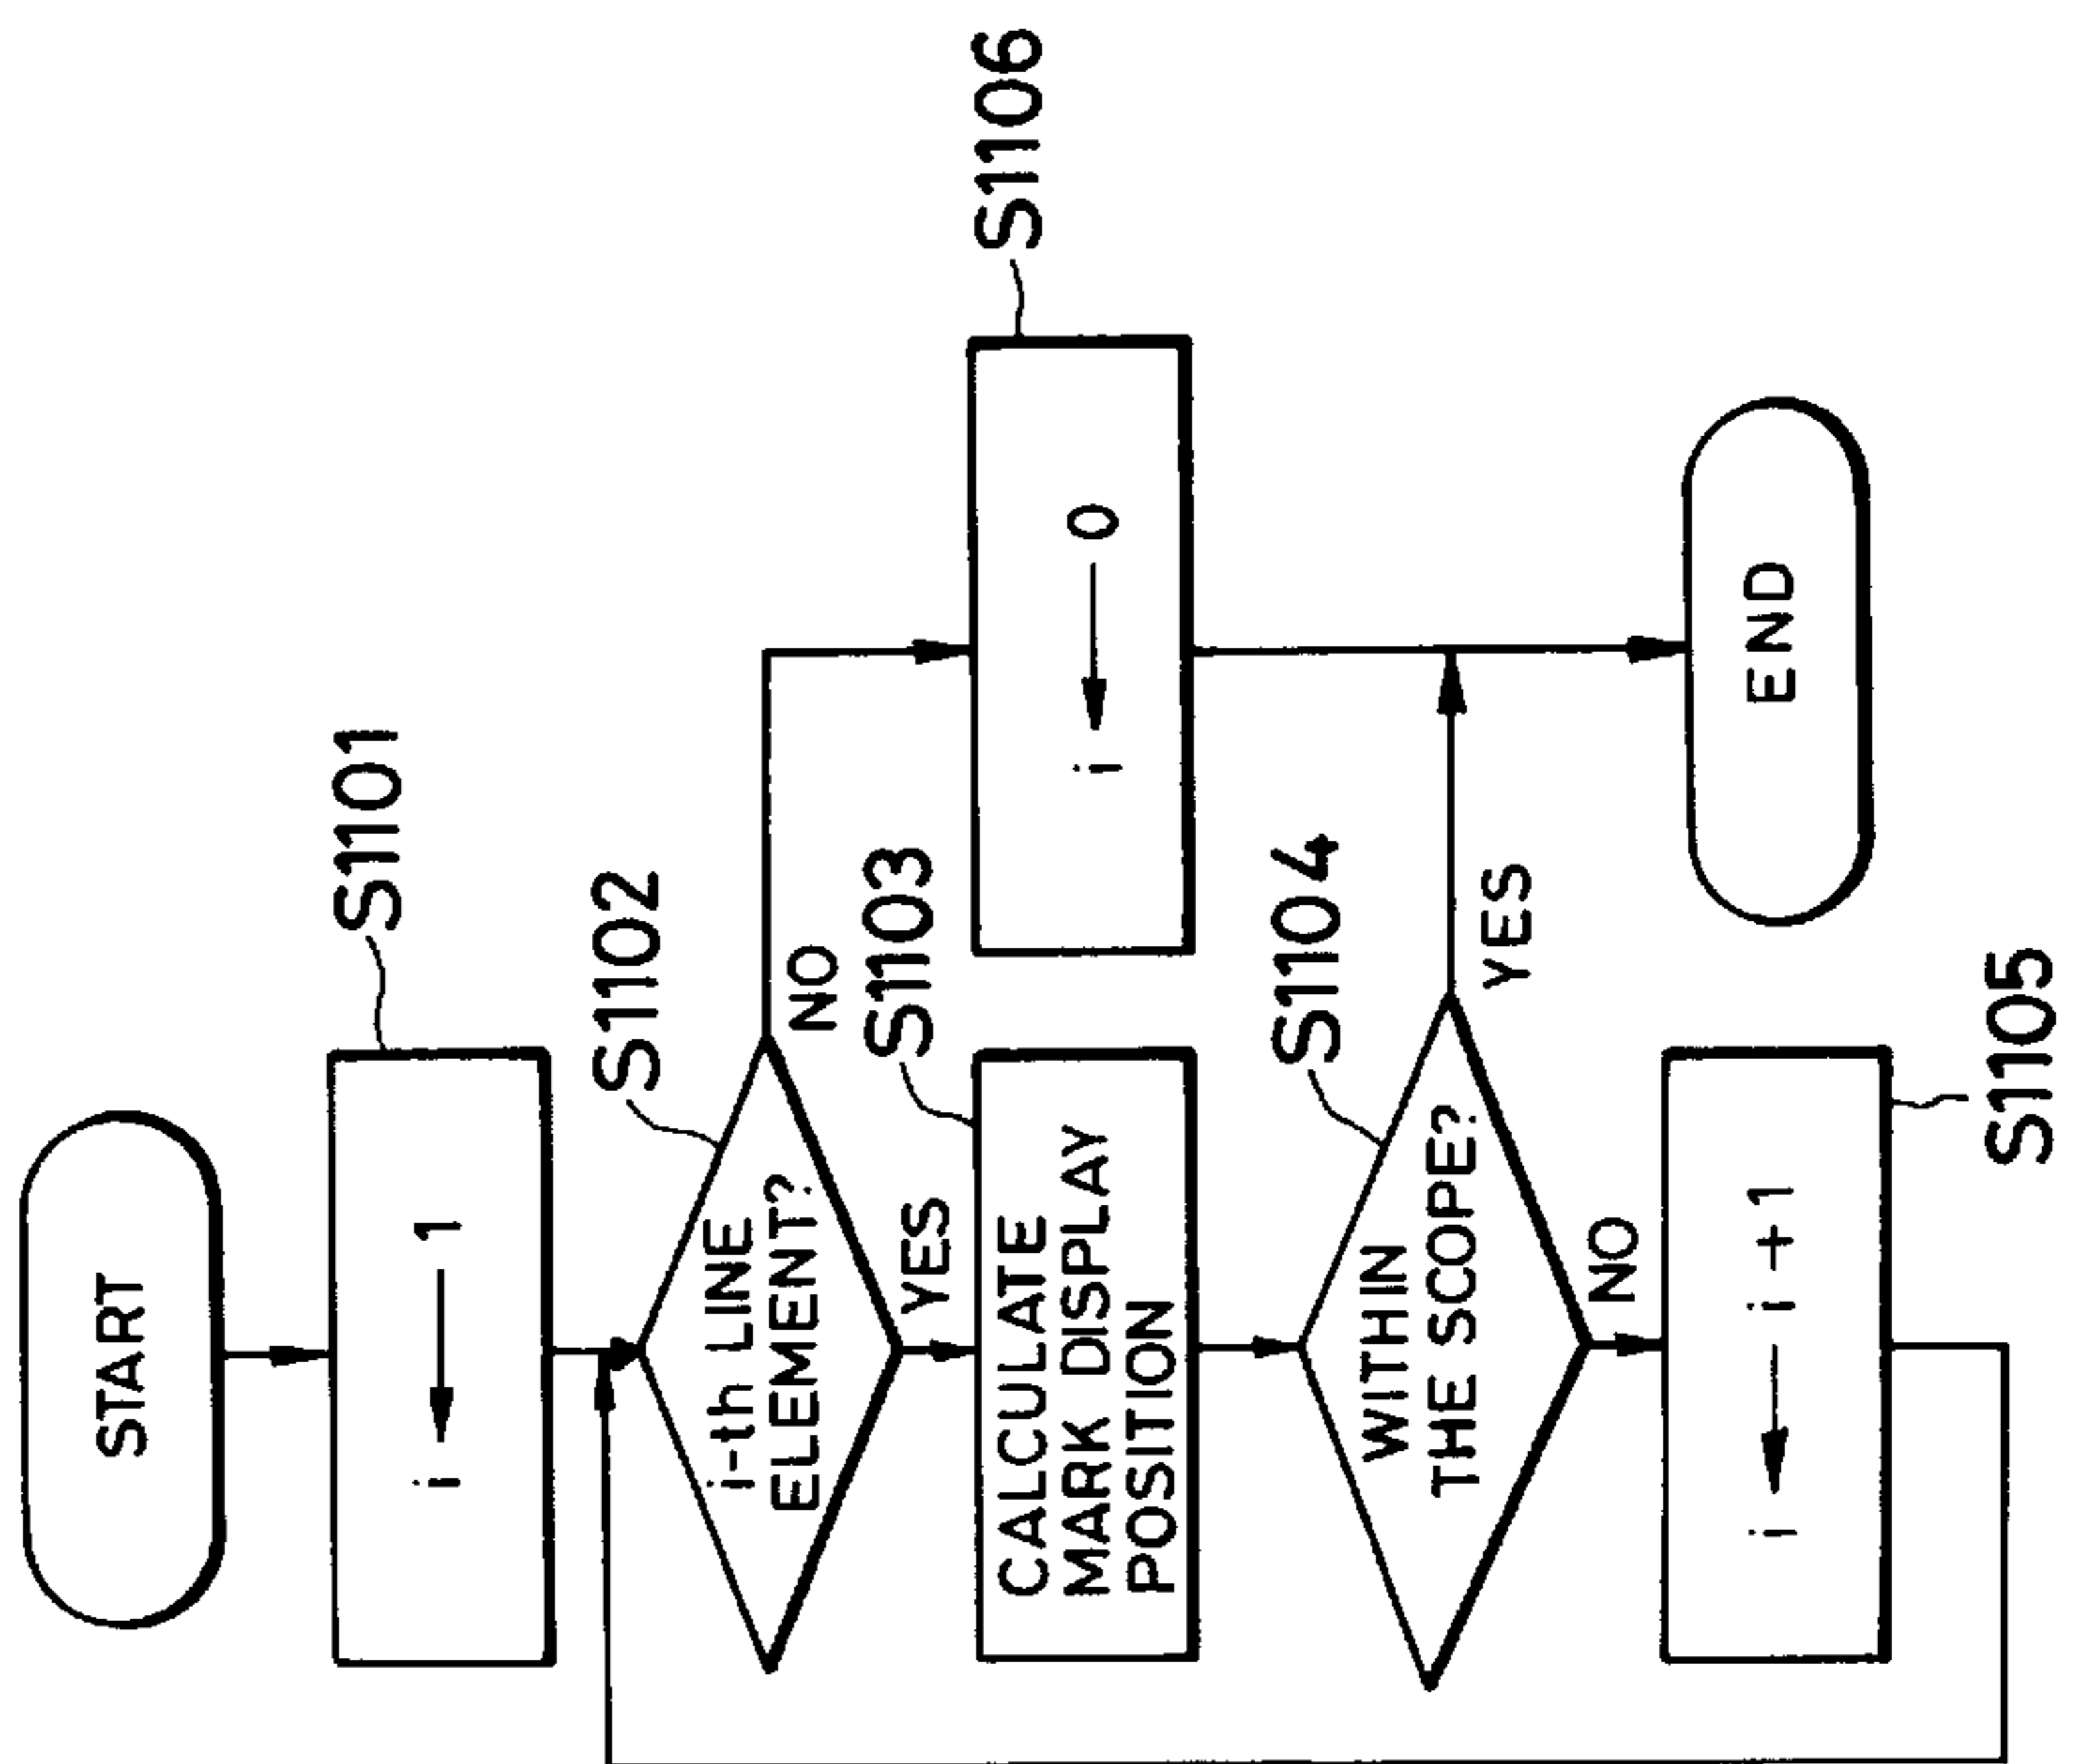 START
i ← 1
S1101
i-th LINE
ELEMENT?
S1102
NO
YES
CALCULATE
MARK DISPLAY
POSITION
S1103
WITHIN
THE SCOPE?
S1104
YES
NO
i ← i + 1
S1105
i ← 0
S1106
END